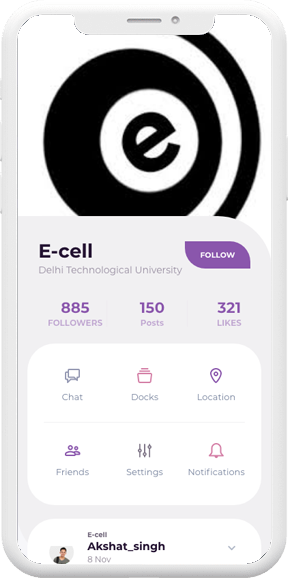 e
E-cell
Delhi Technological University
FOLLOW
885 150 321
FOLLOWERS Posts LIKES
Chat Docks Location
Friends Settings Notifications
E-cell
Akshat_singh
8 Nov